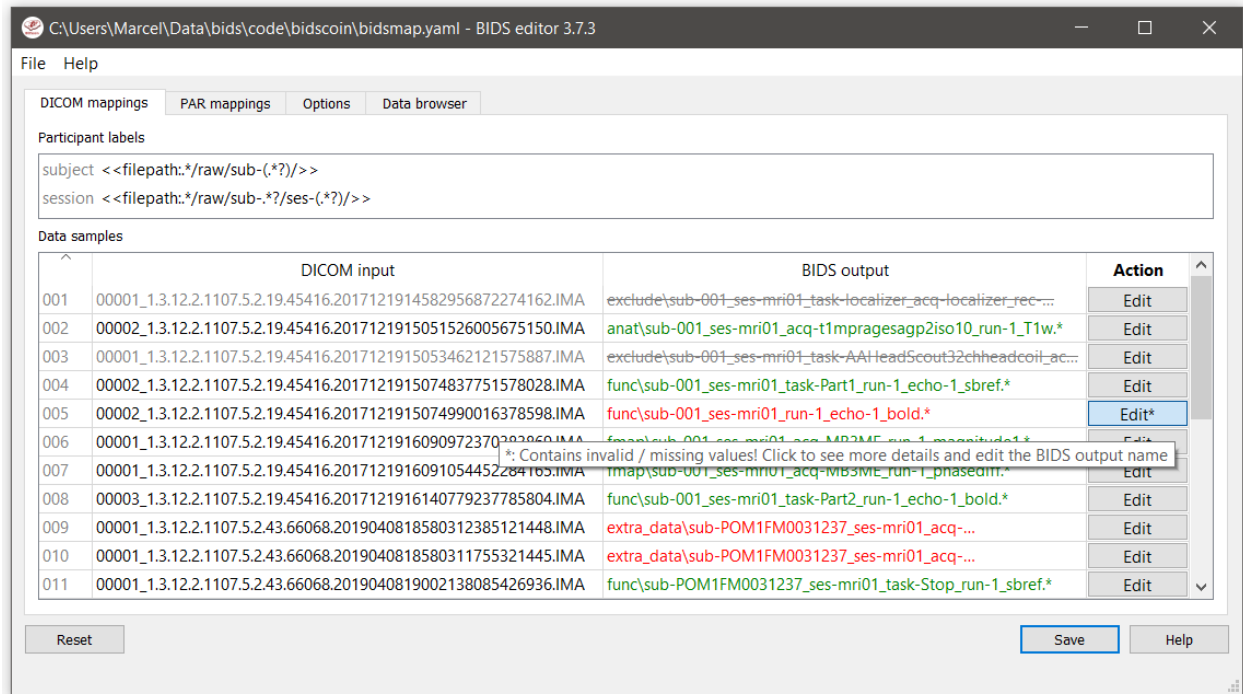 C:\Users\Marcel\Data\bids\code\bidscoin\bidsmap.yaml - BIDS editor 3.7.3
File Help
DICOM mappings PAR mappings Options Data browser
Participant labels
subject <<filepath:.*/raw/sub-(.*?)/>>
session <<filepath:.*/raw/sub-.*?/ses-(.*?)/>>
Data samples
DICOM input BIDS output Action
001 00001_1.3.12.2.1107.5.2.19.45416.2017121914582956872274162.IMA exclude\sub-001_ses-mri01_task-localizer_acq-localizer_rec-... Edit
002 00002_1.3.12.2.1107.5.2.19.45416.2017121915051526005675150.IMA anat\sub-001_ses-mri01_acq-t1mpragesagp2iso10_run-1_T1w.* Edit
003 00001_1.3.12.2.1107.5.2.19.45416.2017121915053462121575887.IMA exclude\sub-001_ses-mri01_task-AAHeadScout32chheadcoil_ac... Edit
004 00002_1.3.12.2.1107.5.2.19.45416.2017121915074837751578028.IMA func\sub-001_ses-mri01_task-Part1_run-1_echo-1_sbref.* Edit
005 00002_1.3.12.2.1107.5.2.19.45416.2017121915074990016378598.IMA func\sub-001_ses-mri01_run-1_echo-1_bold.* Edit*
006 fmap\sub-001_ses-mri01_acq-MB3ME_run-1_magnitude1.* Edit
*: Contains invalid / missing values! Click to see more details and edit the BIDS output name
007 00001_1.3.12.2.1107.5.2.19.45416.2017121916091054452284165.IMA fmap\sub-001_ses-mri01_acq-MB3ME_run-1_phasediff.* Edit
008 00003_1.3.12.2.1107.5.2.19.45416.2017121916140779237785804.IMA func\sub-001_ses-mri01_task-Part2_run-1_echo-1_bold.* Edit
009 00001_1.3.12.2.1107.5.2.43.66068.2019040818580312385121448.IMA extra_data\sub-POM1FM0031237_ses-mri01_acq-... Edit
010 00001_1.3.12.2.1107.5.2.43.66068.2019040818580311755321445.IMA extra_data\sub-POM1FM0031237_ses-mri01_acq-... Edit
011 00001_1.3.12.2.1107.5.2.43.66068.2019040819002138085426936.IMA func\sub-POM1FM0031237_ses-mri01_task-Stop_run-1_sbref.* Edit
Reset Save Help